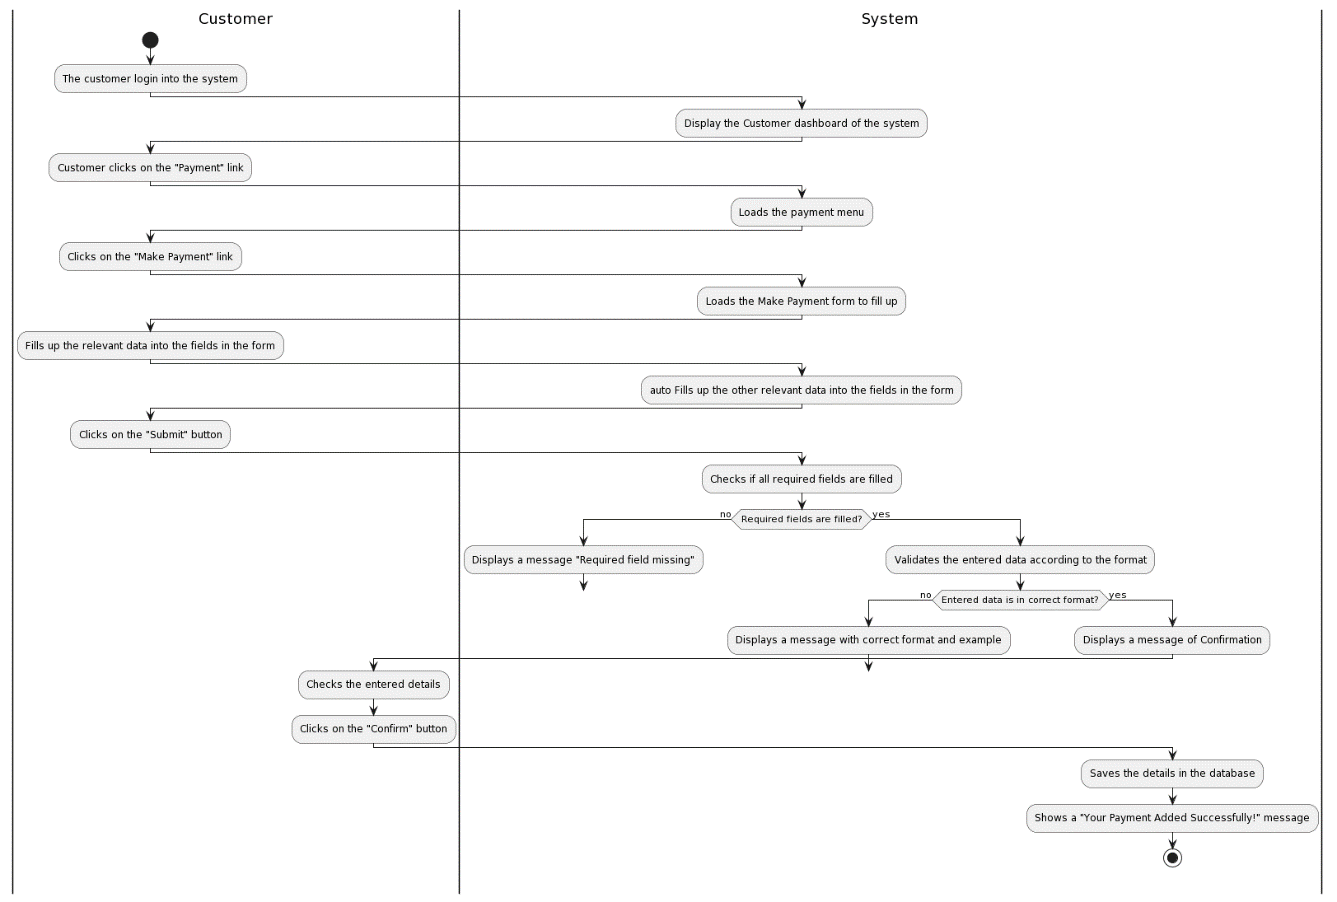 Customer
System
The customer login into the system
Display the Customer dashboard of the system
Customer clicks on the "Payment" link
Loads the payment menu
Clicks on the "Make Payment" link
Loads the Make Payment form to fill up
Fills up the relevant data into the fields in the form
auto Fills up the other relevant data into the fields in the form
Clicks on the "Submit" button
Checks if all required fields are filled
no
Required fields are filled?
yes
Displays a message "Required field missing"
Validates the entered data according to the format
no
Entered data is in correct format?
yes
Displays a message with correct format and example
Displays a message of Confirmation
Checks the entered details
Clicks on the "Confirm" button
Saves the details in the database
Shows a "Your Payment Added Successfully!" message